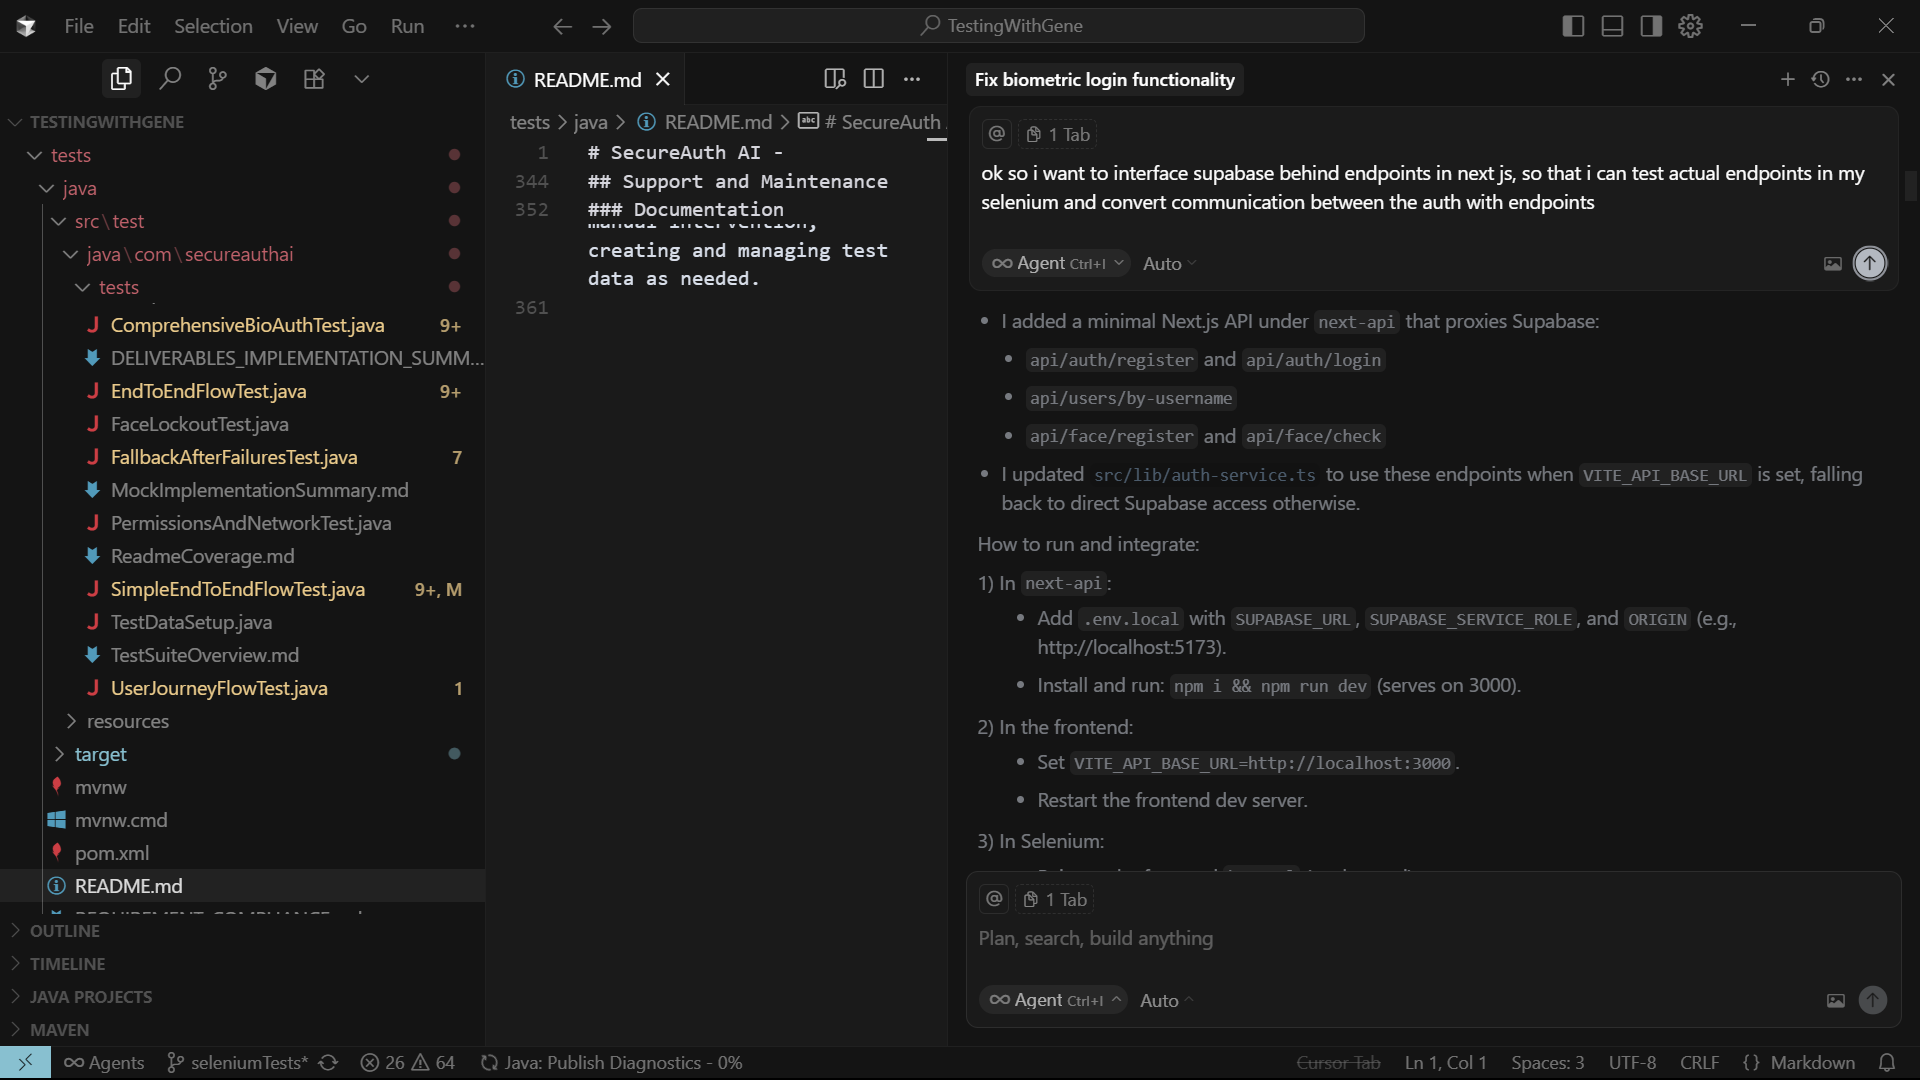 File Edit Selection View Go Run ···
TestingWithGene
TESTINGWITHGENE
tests
java
src\test
java\com\secureauthai
tests
ComprehensiveBioAuthTest.java 9+
DELIVERABLES_IMPLEMENTATION_SUMM...
EndToEndFlowTest.java 9+
FaceLockoutTest.java
FallbackAfterFailuresTest.java 7
MockImplementationSummary.md
PermissionsAndNetworkTest.java
ReadmeCoverage.md
SimpleEndToEndFlowTest.java 9+, M
TestDataSetup.java
TestSuiteOverview.md
UserJourneyFlowTest.java 1
resources
target
mvnw
mvnw.cmd
pom.xml
README.md
OUTLINE
TIMELINE
JAVA PROJECTS
MAVEN
README.md
tests > java > README.md > # SecureAuth
1 # SecureAuth AI -
344 ## Support and Maintenance
352 ### Documentation
manual intervention,
creating and managing test
data as needed.
361
Fix biometric login functionality
@ 1 Tab
ok so i want to interface supabase behind endpoints in next js, so that i can test actual endpoints in my
selenium and convert communication between the auth with endpoints
Agent Ctrl+I Auto
• I added a minimal Next.js API under next-api that proxies Supabase:
• api/auth/register and api/auth/login
• api/users/by-username
• api/face/register and api/face/check
• I updated src/lib/auth-service.ts to use these endpoints when VITE_API_BASE_URL is set, falling
back to direct Supabase access otherwise.
How to run and integrate:
1) In next-api:
• Add .env.local with SUPABASE_URL, SUPABASE_SERVICE_ROLE, and ORIGIN (e.g.,
http://localhost:5173).
• Install and run: npm i && npm run dev (serves on 3000).
2) In the frontend:
• Set VITE_API_BASE_URL=http://localhost:3000.
• Restart the frontend dev server.
3) In Selenium:
@ 1 Tab
Plan, search, build anything
Agent Ctrl+I Auto
Agents seleniumTests* 26 64 Java: Publish Diagnostics - 0% Cursor Tab Ln 1, Col 1 Spaces: 3 UTF-8 CRLF {} Markdown